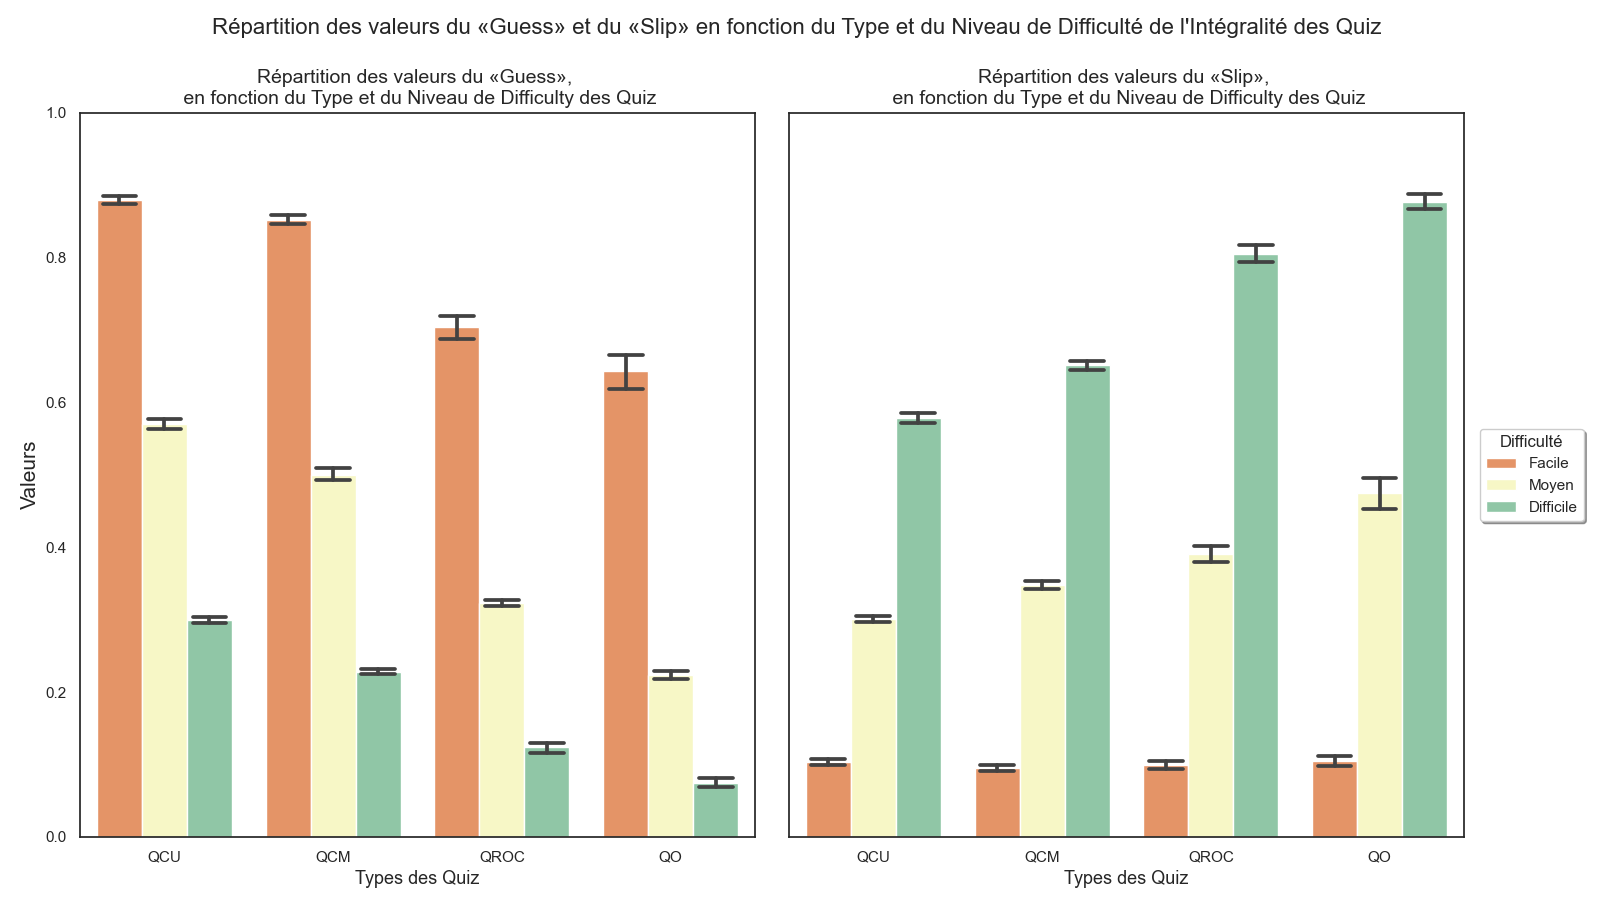 Répartition des valeurs du «Guess» et du «Slip» en fonction du Type et du Niveau de Difficulté de l'Intégralité des Quiz
Répartition des valeurs du «Guess»,
en fonction du Type et du Niveau de Difficulty des Quiz
Valeurs
1.0
0.8
0.6
0.4
0.2
0.0
QCU QCM QROC QO
Types des Quiz
Répartition des valeurs du «Slip»,
en fonction du Type et du Niveau de Difficulty des Quiz
QCU QCM QROC QO
Types des Quiz
Difficulté
Facile
Moyen
Difficile